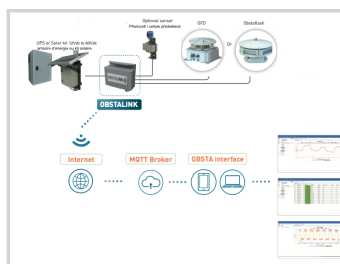 Optional sensor
Photocell / cellule photoélectr
OFD
Obstaflash
UPS or Solar kit 12Vdc to 60Vdc
armoire d'énergie ou kit solaire
Or
OBSTALINK
Internet
MQTT Broker
OBSTA interface